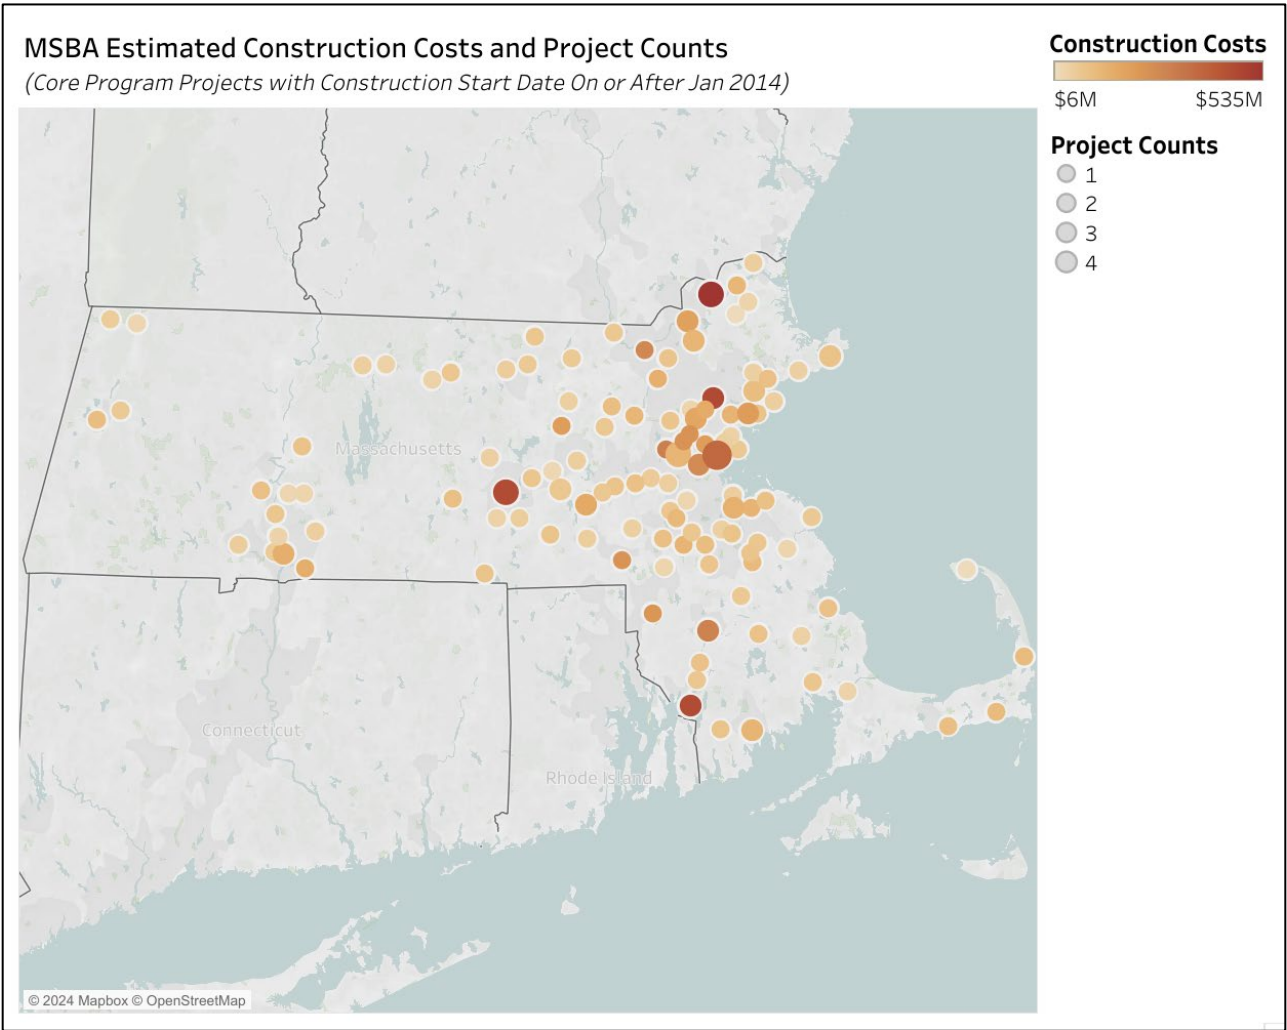 MSBA Estimated Construction Costs and Project Counts
(Core Program Projects with Construction Start Date On or After Jan 2014)
Construction Costs
$6M $535M
Project Counts
1
2
3
4
Massachusetts
Connecticut
Rhode Island
© 2024 Mapbox © OpenStreetMap